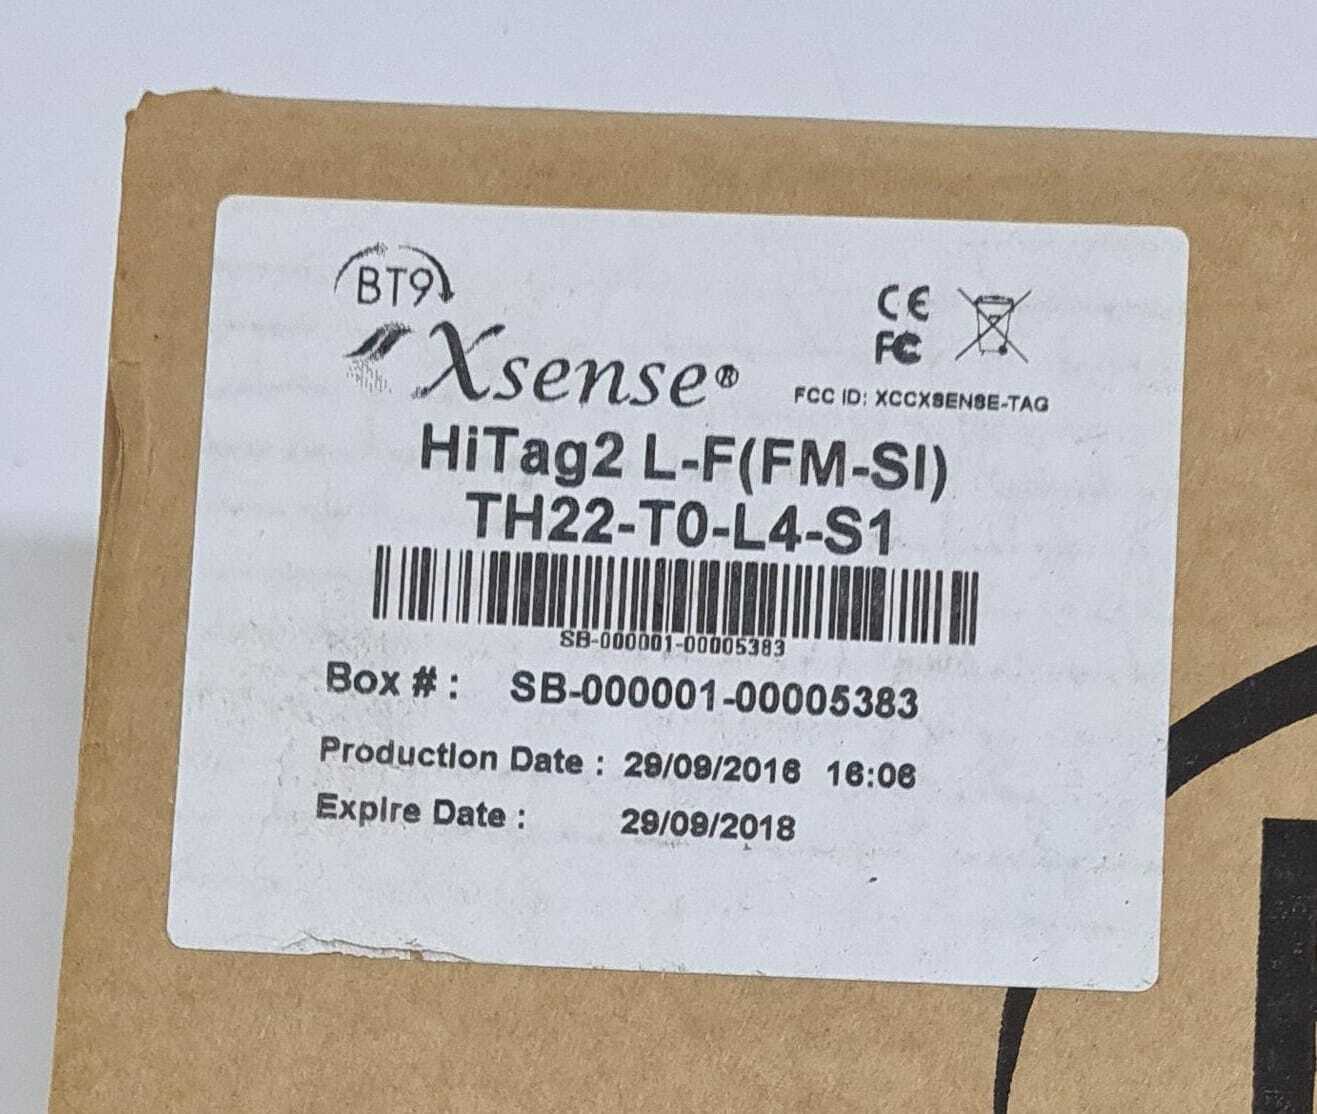 BT9
Xsense®
CE
FC
FCC ID: XCCXSENSE-TAG
HiTag2 L-F(FM-SI)
TH22-T0-L4-S1
SB-000001-00005383
Box # : SB-000001-00005383
Production Date : 29/09/2016 16:06
Expire Date : 29/09/2018